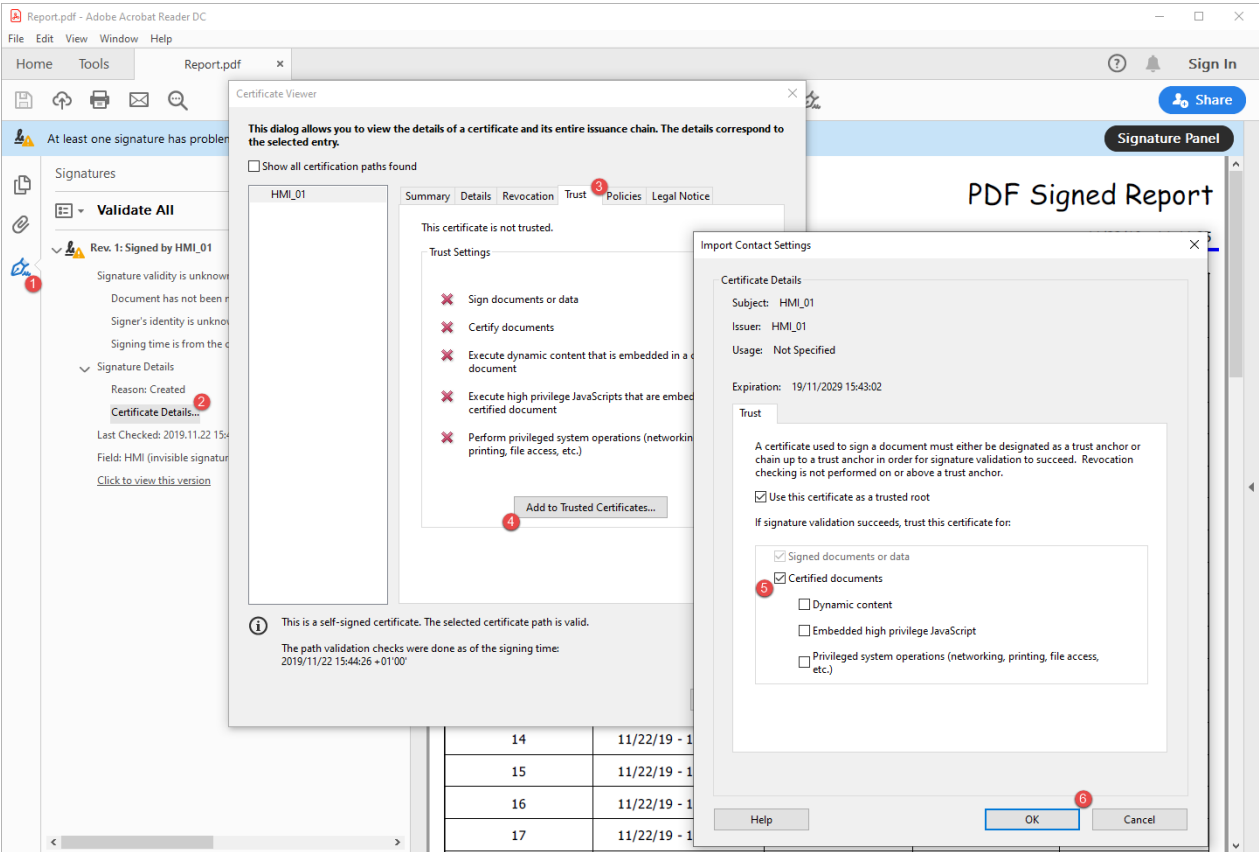 Report.pdf - Adobe Acrobat Reader DC
File Edit View Window Help
Home Tools Report.pdf × Sign In
Share
At least one signature has
Signature Panel
Signatures
Validate All
Rev. 1: Signed by HMI_01
Signature validity is unknown
Document has not been
Signer's identity is
Signing time is from the
Signature Details
Reason: Created
Certificate Details...
Last Checked: 2019.11.22
Field: HMI (invisible
Click to view this version
1
2
Certificate Viewer
This dialog allows you to view the details of a certificate and its entire issuance chain. The details correspond to
the selected entry.
Show all certification paths found
HMI_01
Summary Details Revocation Trust Policies Legal Notice
3
This certificate is not trusted.
Trust Settings
Sign documents or data
Certify documents
Execute dynamic content that is embedded in a
document
Execute high privilege JavaScripts that are
certified document
Perform privileged system operations
printing, file access, etc.)
Add to Trusted Certificates...
4
This is a self-signed certificate. The selected certificate path is valid.
The path validation checks were done as of the signing time:
2019/11/22 15:44:26 +01'00'
PDF Signed Report
Import Contact Settings
Certificate Details
Subject: HMI_01
Issuer: HMI_01
Usage: Not Specified
Expiration: 19/11/2029 15:43:02
Trust
A certificate used to sign a document must either be designated as a trust anchor or
chain up to a trust anchor in order for signature validation to succeed. Revocation
checking is not performed on or above a trust anchor.
Use this certificate as a trusted root
If signature validation succeeds, trust this certificate for:
Signed documents or data
Certified documents
5
Dynamic content
Embedded high privilege JavaScript
Privileged system operations (networking, printing, file access,
etc.)
6
Help OK Cancel
14 11/22/19 - 1
15 11/22/19 - 1
16 11/22/19 - 1
17 11/22/19 - 1